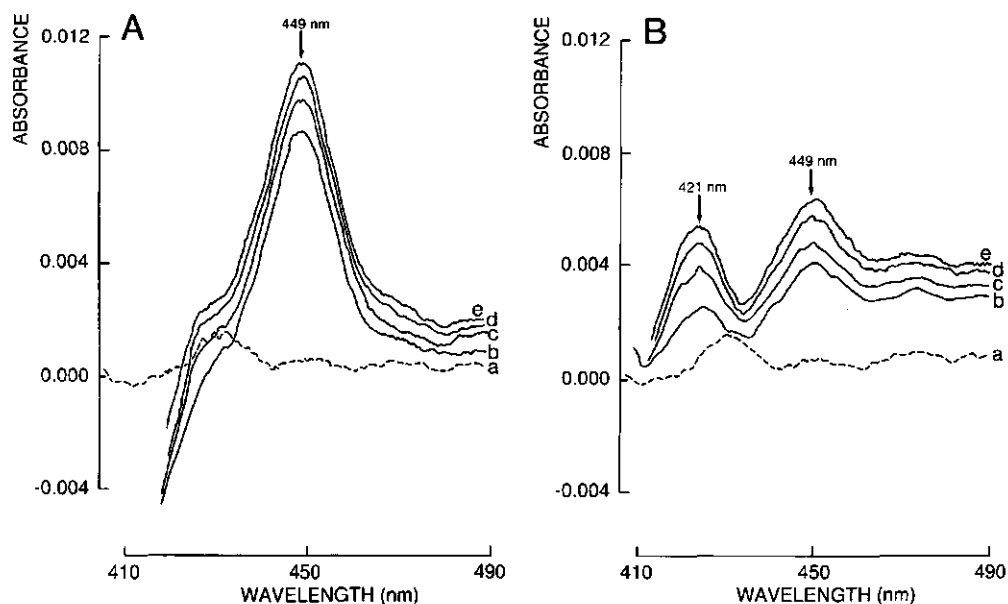 A
449 nm
ABSORBANCE
0.012
0.008
0.004
0.000
-0.004
e
d
c
b
a
410
450
490
WAVELENGTH (nm)
B
421 nm
449 nm
ABSORBANCE
0.012
0.008
0.004
0.000
-0.004
e
d
c
b
a
410
450
490
WAVELENGTH (nm)